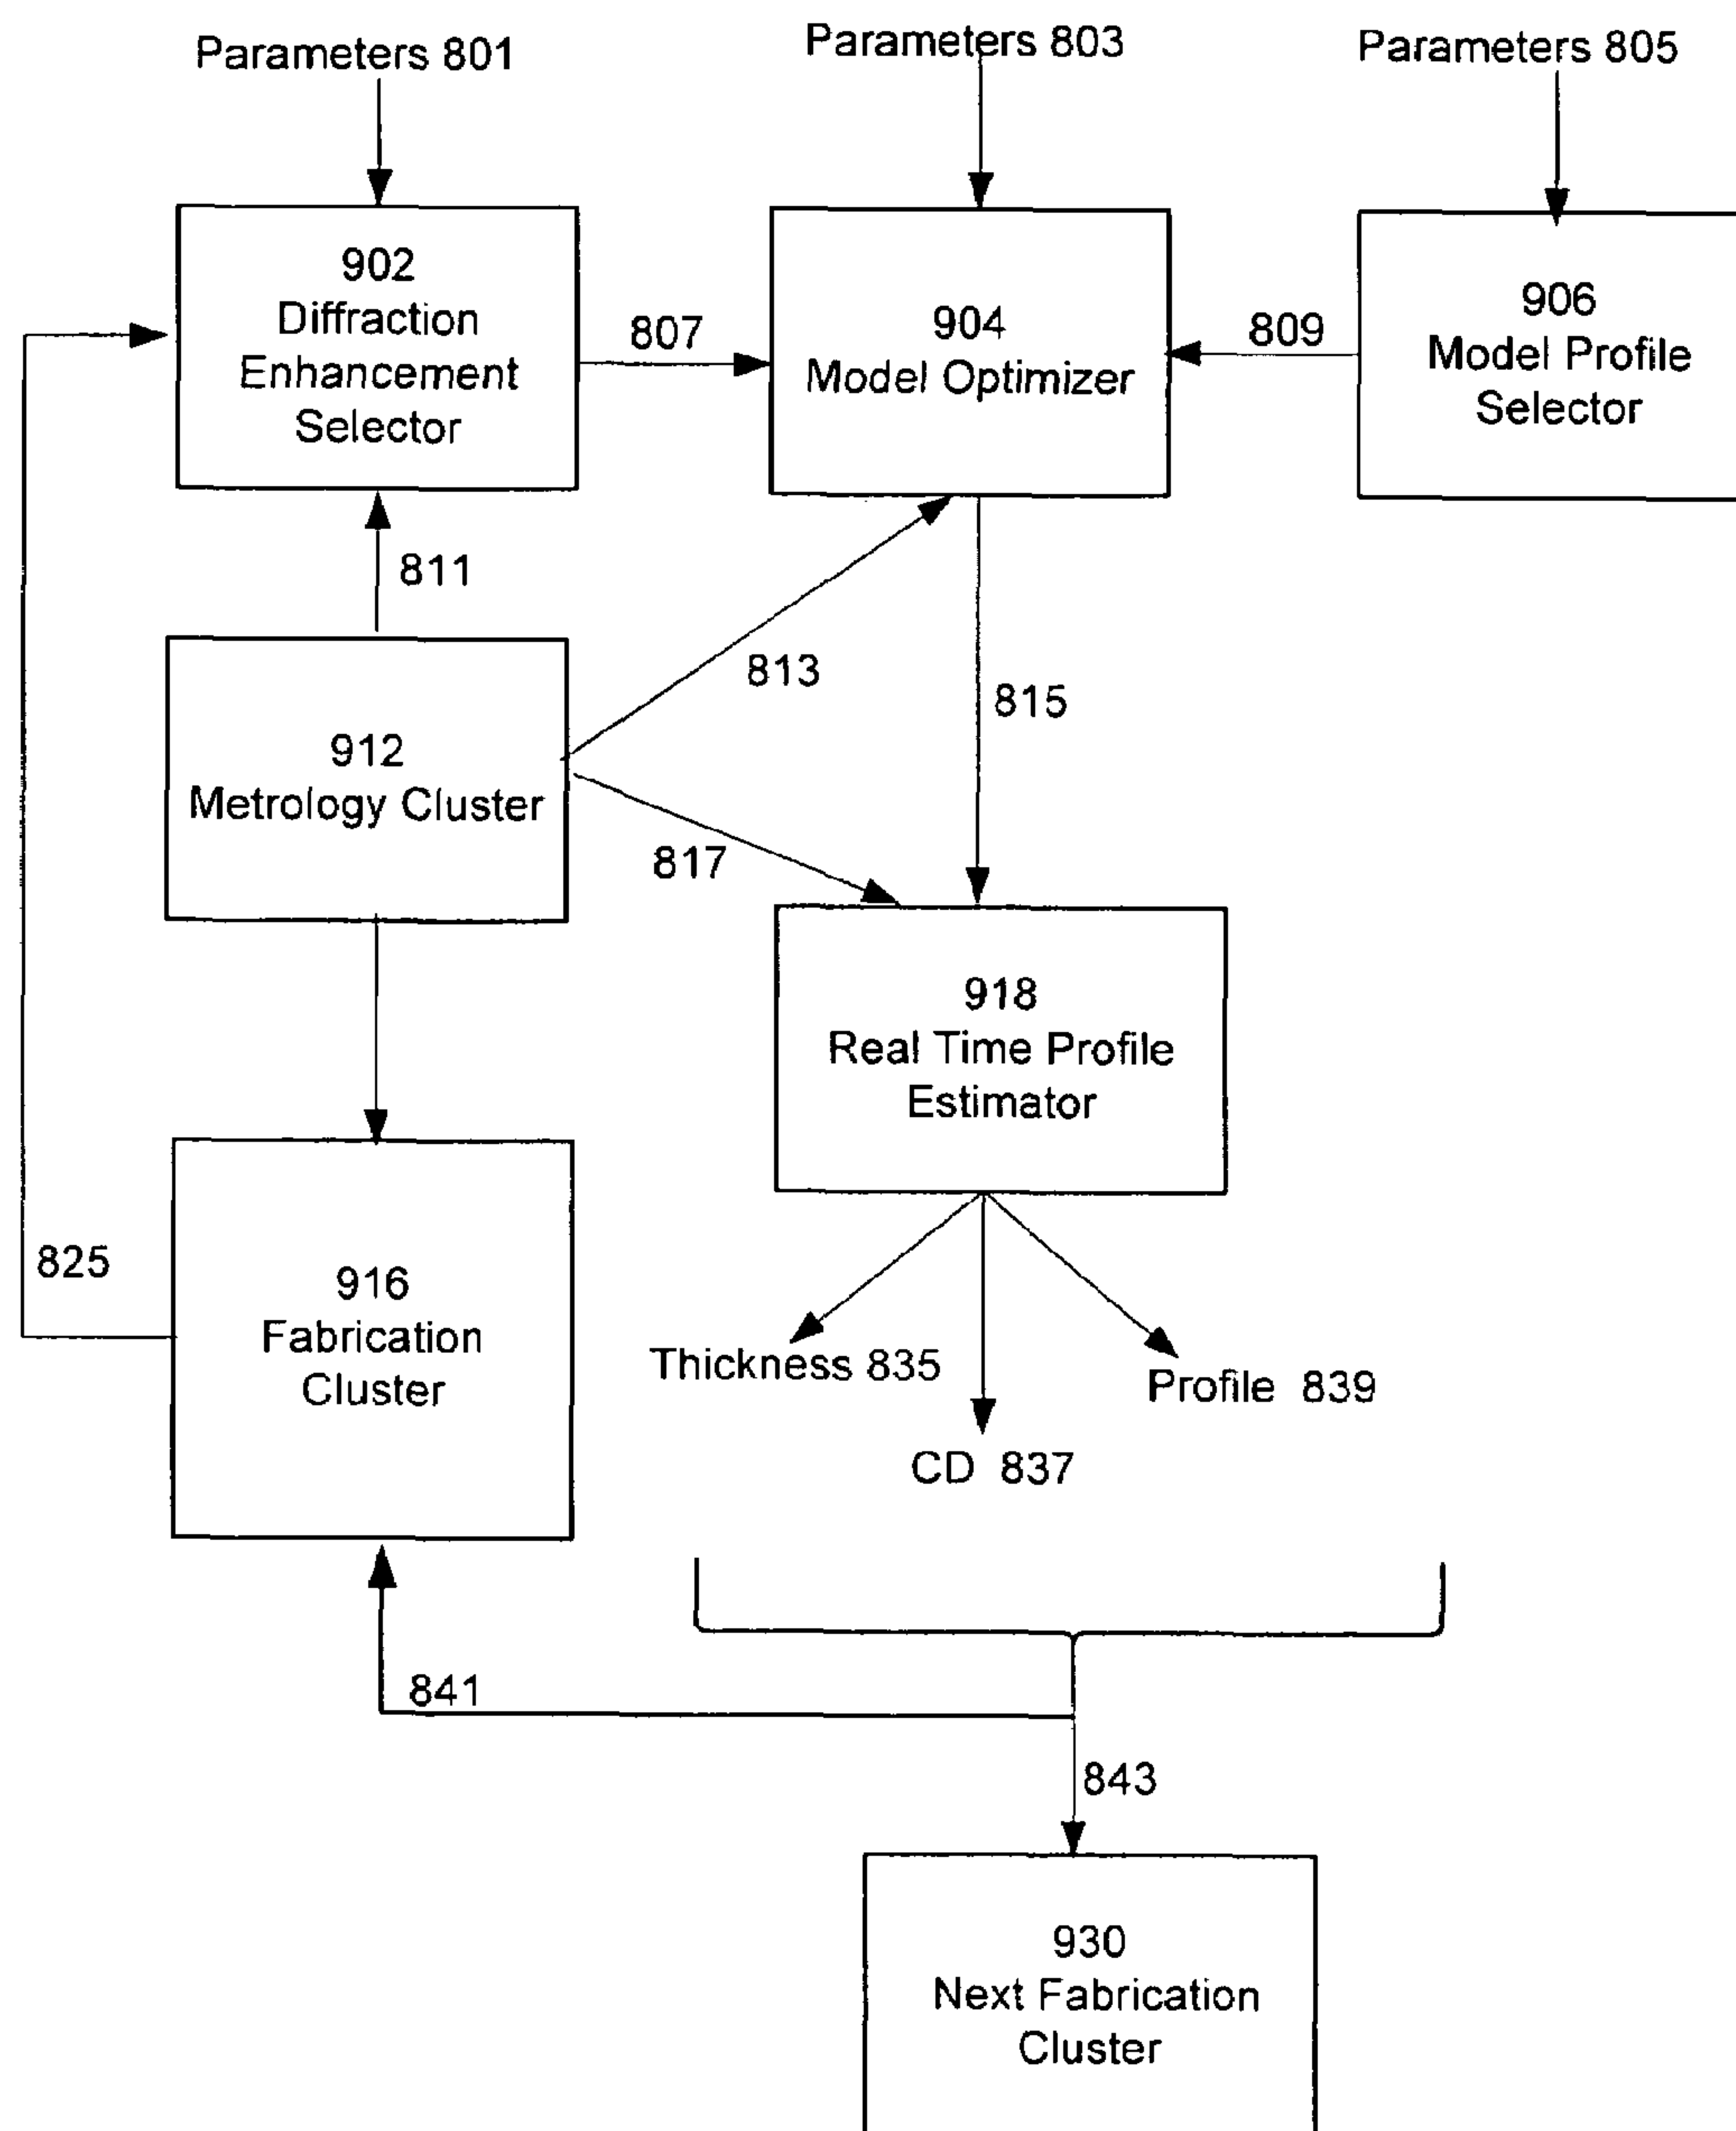 Parameters 801
Parameters 803
Parameters 805
902
Diffraction
Enhancement
Selector
807
904
Model Optimizer
809
906
Model Profile
Selector
811
813
815
912
Metrology Cluster
817
918
Real Time Profile
Estimator
825
916
Fabrication
Cluster
Thickness 835
Profile 839
CD 837
841
843
930
Next Fabrication
Cluster